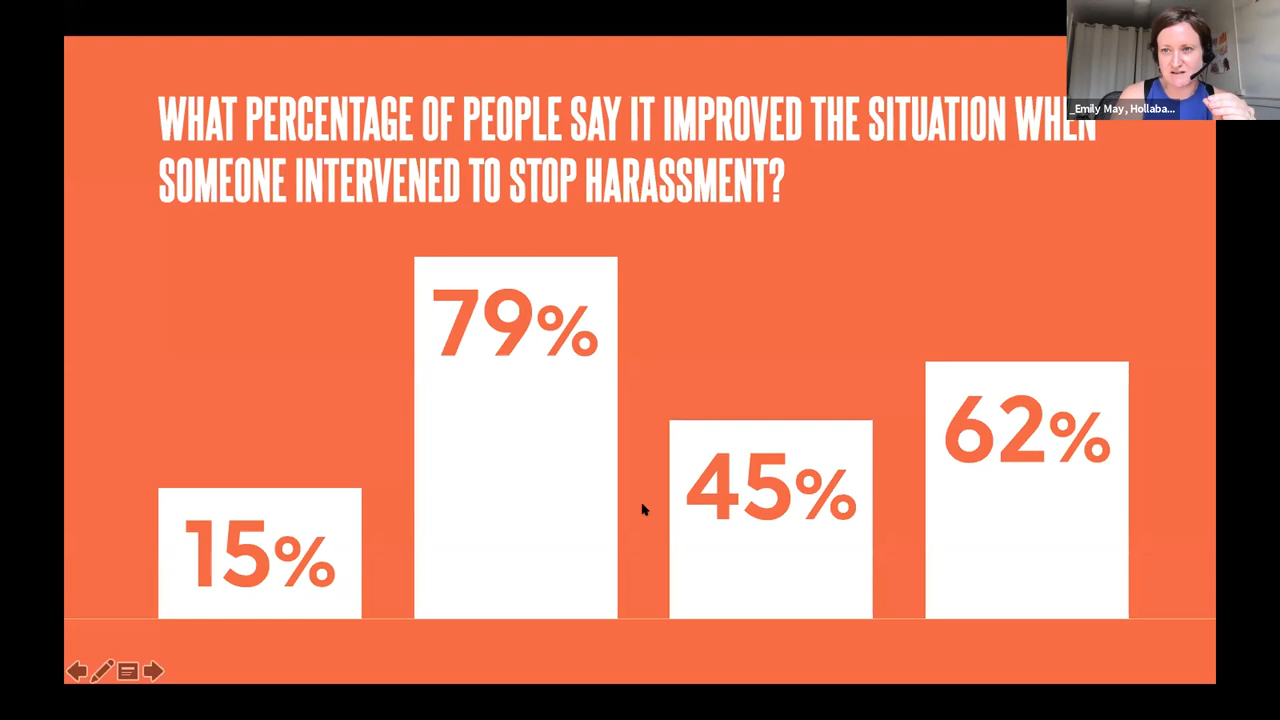 _Emily May, Hollaba...
WHAT PERCENTAGE OF PEOPLE SAY IT IMPROVED THE SITUATION WHEN
SOMEONE INTERVENED TO STOP HARASSMENT?
15%
79%
45%
62%